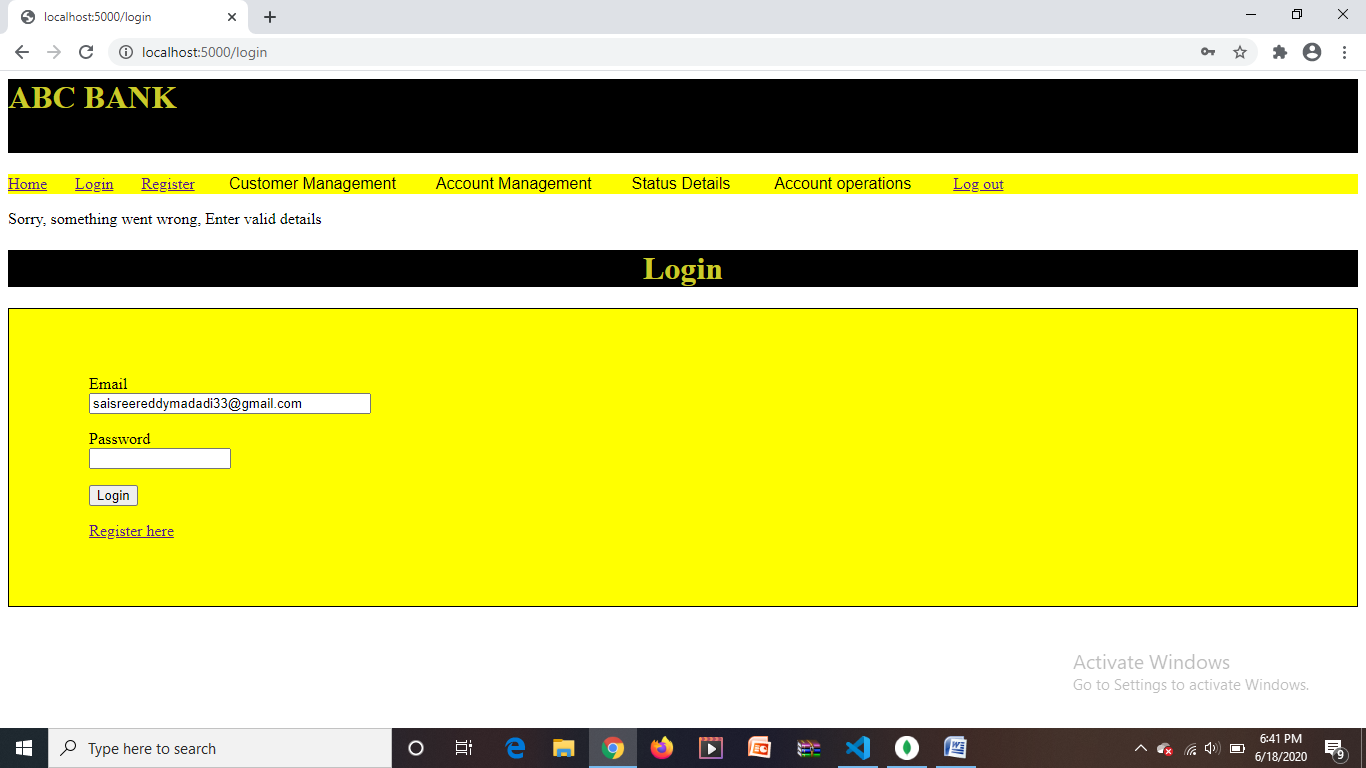 localhost:5000/login
localhost:5000/login
ABC BANK
Home Login Register Customer Management Account Management Status Details Account operations Log out
Sorry, something went wrong, Enter valid details
Login
Email
saisreereddymadadi33@gmail.com
Password
Login
Register here
Activate Windows
Go to Settings to activate Windows.
Type here to search
6:41 PM
6/18/2020
9